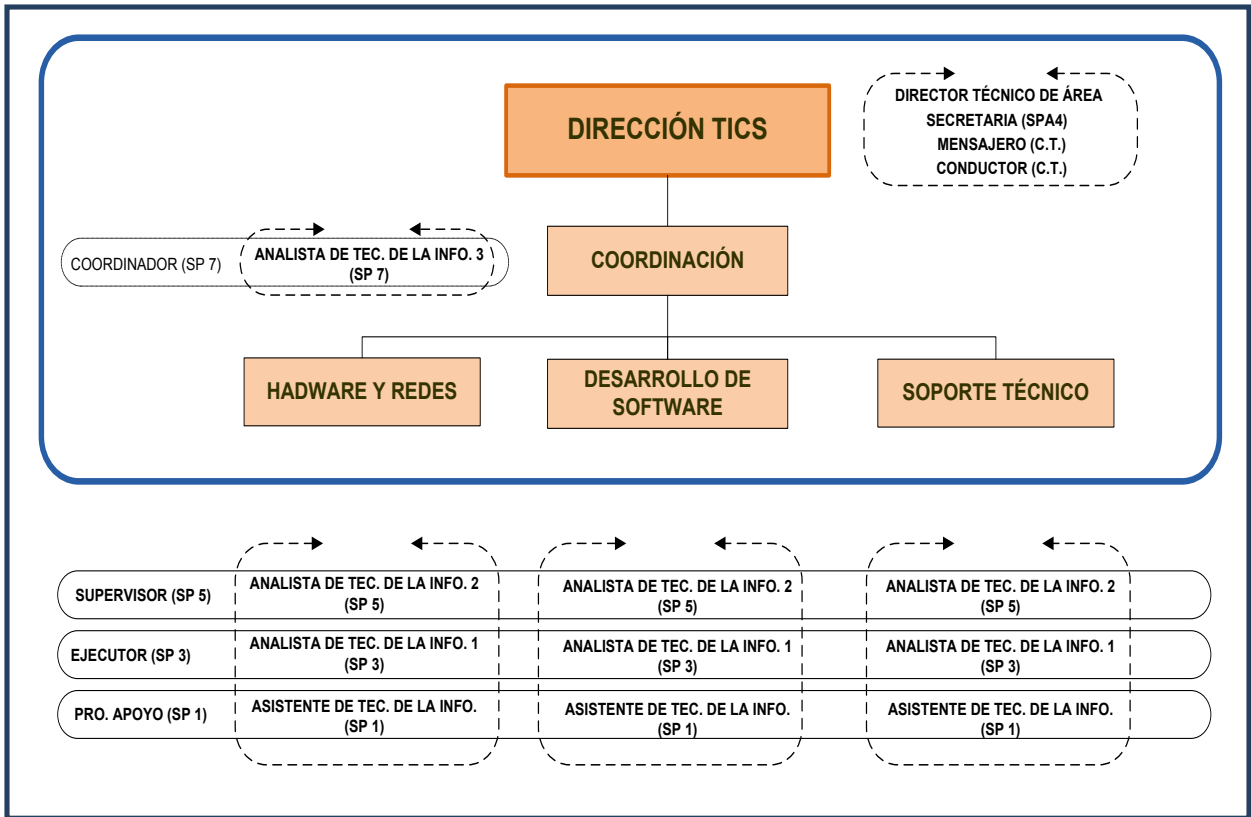 DIRECCIÓN TICS
DIRECTOR TÉCNICO DE ÁREA
SECRETARIA (SPA4)
MENSAJERO (C.T.)
CONDUCTOR (C.T.)
COORDINADOR (SP 7)
ANALISTA DE TEC. DE LA INFO. 3
(SP 7)
COORDINACIÓN
HADWARE Y REDES
DESARROLLO DE
SOFTWARE
SOPORTE TÉCNICO
SUPERVISOR (SP 5)
ANALISTA DE TEC. DE LA INFO. 2
(SP 5)
ANALISTA DE TEC. DE LA INFO. 2
(SP 5)
ANALISTA DE TEC. DE LA INFO. 2
(SP 5)
EJECUTOR (SP 3)
ANALISTA DE TEC. DE LA INFO. 1
(SP 3)
ANALISTA DE TEC. DE LA INFO. 1
(SP 3)
ANALISTA DE TEC. DE LA INFO. 1
(SP 3)
PRO. APOYO (SP 1)
ASISTENTE DE TEC. DE LA INFO.
(SP 1)
ASISTENTE DE TEC. DE LA INFO.
(SP 1)
ASISTENTE DE TEC. DE LA INFO.
(SP 1)